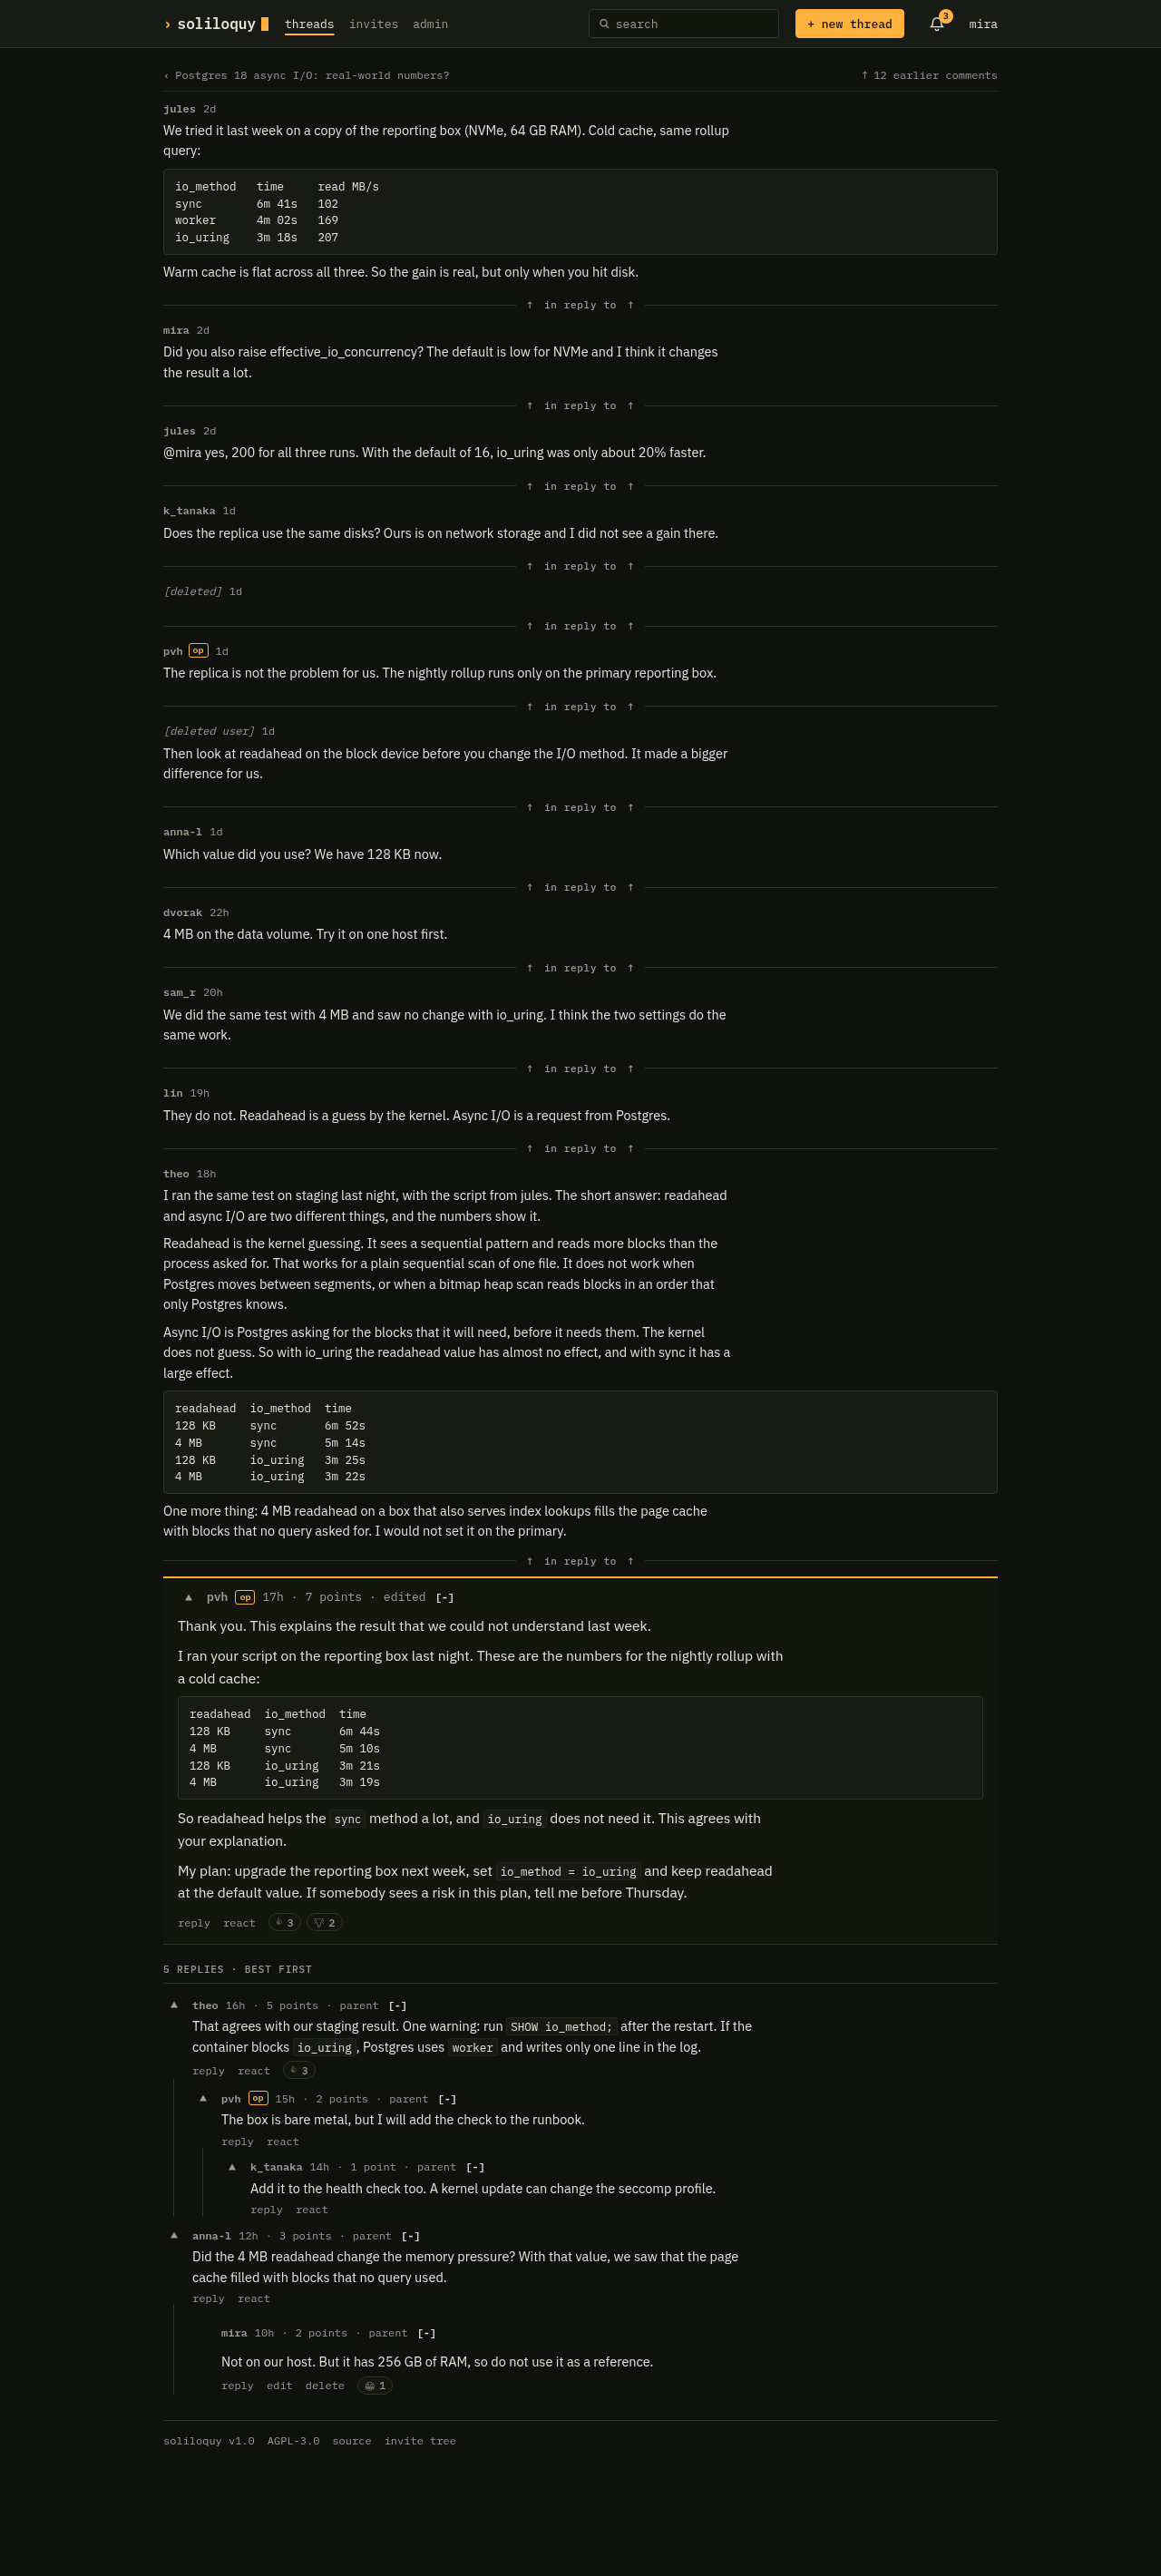 › soliloquy threads invites admin search + new thread 3 mira
‹ Postgres 18 async I/O: real-world numbers? ↑ 12 earlier comments
jules 2d
We tried it last week on a copy of the reporting box (NVMe, 64 GB RAM). Cold cache, same rollup
query:
io_method time read MB/s
sync 6m 41s 102
worker 4m 02s 169
io_uring 3m 18s 207
Warm cache is flat across all three. So the gain is real, but only when you hit disk.
↑ in reply to ↑
mira 2d
Did you also raise effective_io_concurrency? The default is low for NVMe and I think it changes
the result a lot.
↑ in reply to ↑
jules 2d
@mira yes, 200 for all three runs. With the default of 16, io_uring was only about 20% faster.
↑ in reply to ↑
k_tanaka 1d
Does the replica use the same disks? Ours is on network storage and I did not see a gain there.
↑ in reply to ↑
[deleted] 1d
↑ in reply to ↑
pvh op 1d
The replica is not the problem for us. The nightly rollup runs only on the primary reporting box.
↑ in reply to ↑
[deleted user] 1d
Then look at readahead on the block device before you change the I/O method. It made a bigger
difference for us.
↑ in reply to ↑
anna-l 1d
Which value did you use? We have 128 KB now.
↑ in reply to ↑
dvorak 22h
4 MB on the data volume. Try it on one host first.
↑ in reply to ↑
sam_r 20h
We did the same test with 4 MB and saw no change with io_uring. I think the two settings do the
same work.
↑ in reply to ↑
lin 19h
They do not. Readahead is a guess by the kernel. Async I/O is a request from Postgres.
↑ in reply to ↑
theo 18h
I ran the same test on staging last night, with the script from jules. The short answer: readahead
and async I/O are two different things, and the numbers show it.
Readahead is the kernel guessing. It sees a sequential pattern and reads more blocks than the
process asked for. That works for a plain sequential scan of one file. It does not work when
Postgres moves between segments, or when a bitmap heap scan reads blocks in an order that
only Postgres knows.
Async I/O is Postgres asking for the blocks that it will need, before it needs them. The kernel
does not guess. So with io_uring the readahead value has almost no effect, and with sync it has a
large effect.
readahead io_method time
128 KB sync 6m 52s
4 MB sync 5m 14s
128 KB io_uring 3m 25s
4 MB io_uring 3m 22s
One more thing: 4 MB readahead on a box that also serves index lookups fills the page cache
with blocks that no query asked for. I would not set it on the primary.
↑ in reply to ↑
▲ pvh op 17h · 7 points · edited [-]
Thank you. This explains the result that we could not understand last week.
I ran your script on the reporting box last night. These are the numbers for the nightly rollup with
a cold cache:
readahead io_method time
128 KB sync 6m 44s
4 MB sync 5m 10s
128 KB io_uring 3m 21s
4 MB io_uring 3m 19s
So readahead helps the sync method a lot, and io_uring does not need it. This agrees with
your explanation.
My plan: upgrade the reporting box next week, set io_method = io_uring and keep readahead
at the default value. If somebody sees a risk in this plan, tell me before Thursday.
reply react 3 2
5 REPLIES · BEST FIRST
▲ theo 16h · 5 points · parent [-]
That agrees with our staging result. One warning: run SHOW io_method; after the restart. If the
container blocks io_uring, Postgres uses worker and writes only one line in the log.
reply react 3
▲ pvh op 15h · 2 points · parent [-]
The box is bare metal, but I will add the check to the runbook.
reply react
▲ k_tanaka 14h · 1 point · parent [-]
Add it to the health check too. A kernel update can change the seccomp profile.
reply react
▲ anna-l 12h · 3 points · parent [-]
Did the 4 MB readahead change the memory pressure? With that value, we saw that the page
cache filled with blocks that no query used.
reply react
mira 10h · 2 points · parent [-]
Not on our host. But it has 256 GB of RAM, so do not use it as a reference.
reply edit delete 1
soliloquy v1.0 AGPL-3.0 source invite tree